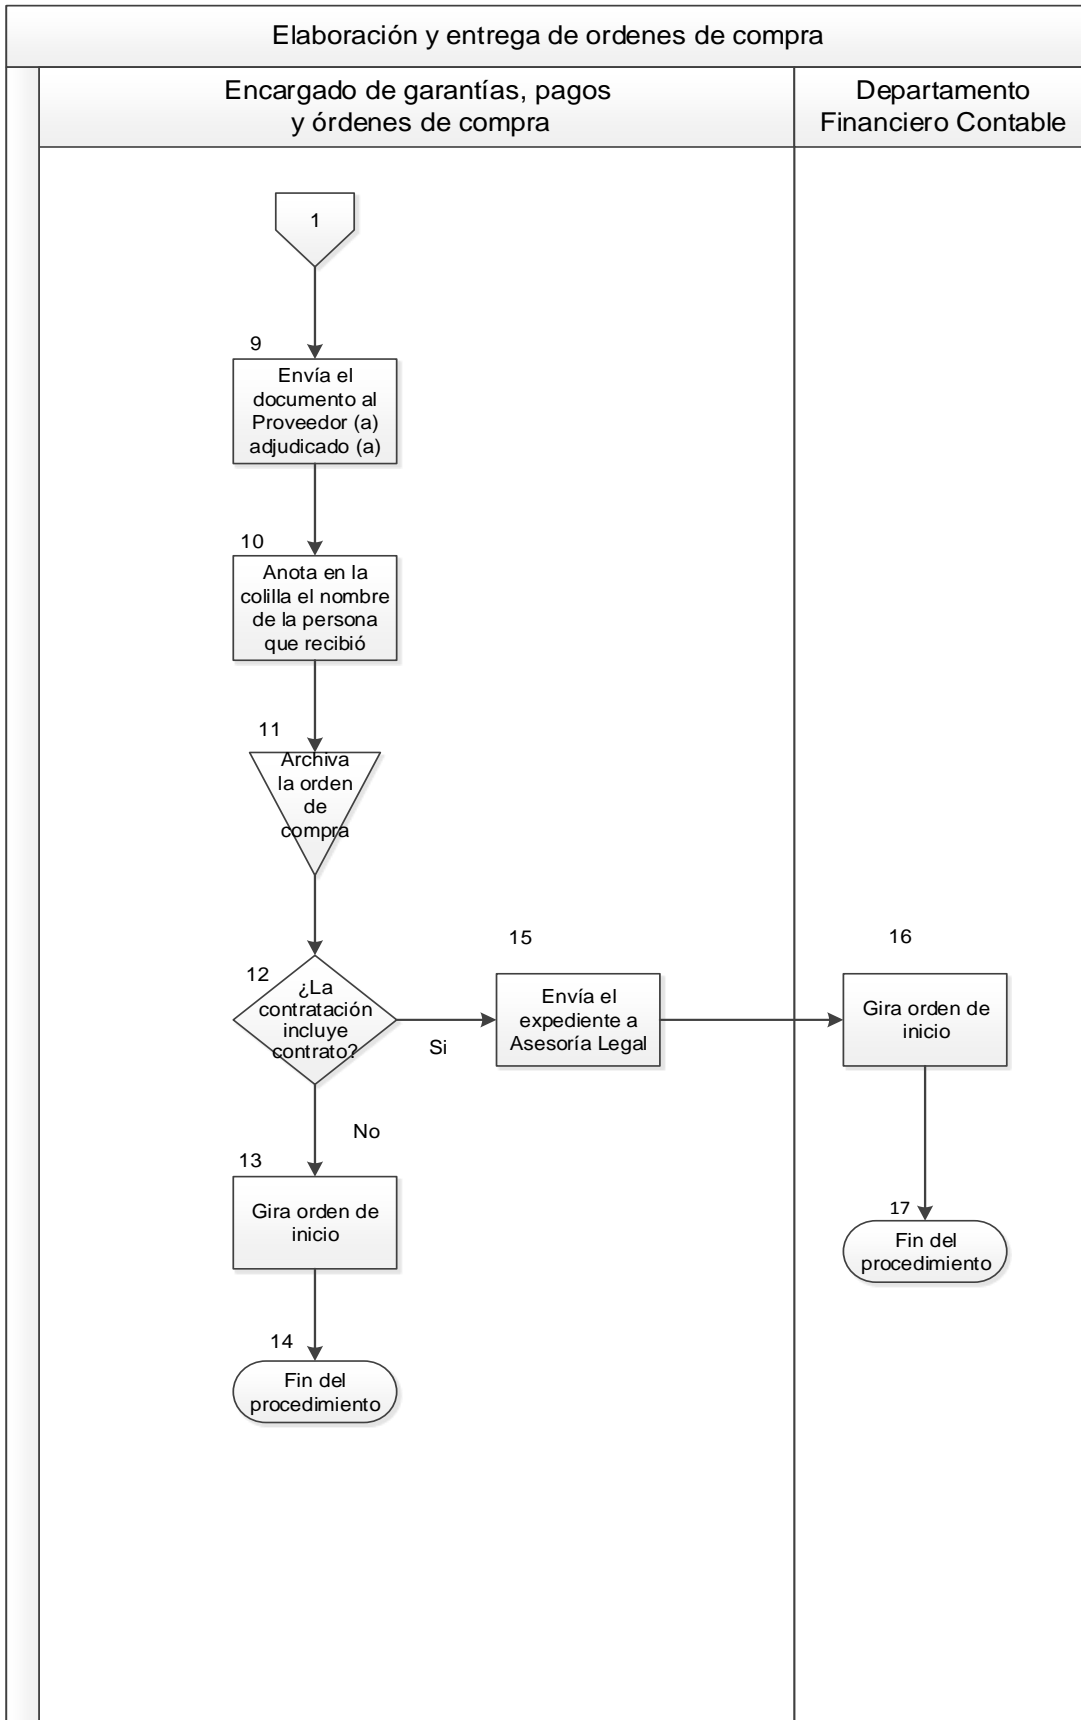 Elaboración y entrega de ordenes de compra
Encargado de garantías, pagos
y órdenes de compra
Departamento
Financiero Contable
1
9
Envía el
documento al
Proveedor (a)
adjudicado (a)
10
Anota en la
colilla el nombre
de la persona
que recibió
11
Archiva
la orden
de
compra
12
¿La
contratación
incluye
contrato?
Si
15
Envía el
expediente a
Asesoría Legal
16
Gira orden de
inicio
No
13
Gira orden de
inicio
17
Fin del
procedimiento
14
Fin del
procedimiento